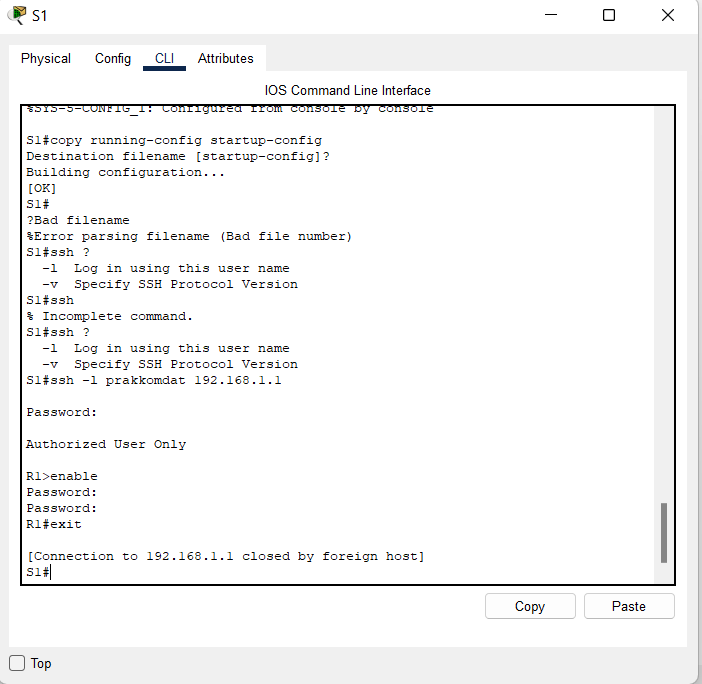 S1
Physical Config CLI Attributes
IOS Command Line Interface
%SYS-5-CONFIG_I: Configured from console by console
S1#copy running-config startup-config
Destination filename [startup-config]?
Building configuration...
[OK]
S1#
?Bad filename
%Error parsing filename (Bad file number)
S1#ssh ?
-l Log in using this user name
-v Specify SSH Protocol Version
S1#ssh
% Incomplete command.
S1#ssh ?
-l Log in using this user name
-v Specify SSH Protocol Version
S1#ssh -l prakkomdat 192.168.1.1
Password:
Authorized User Only
R1>enable
Password:
Password:
R1#exit
[Connection to 192.168.1.1 closed by foreign host]
S1#
Copy Paste
Top